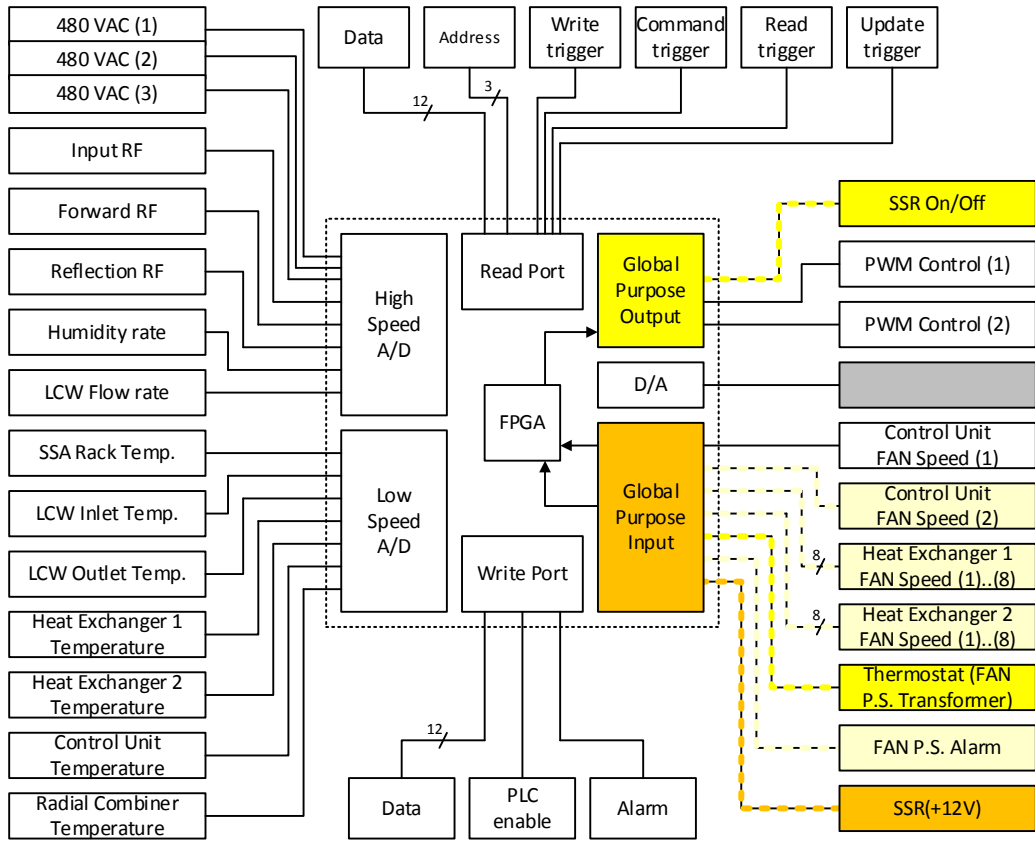 480 VAC (1)
480 VAC (2)
480 VAC (3)
Input RF
Forward RF
Reflection RF
Humidity rate
LCW Flow rate
SSA Rack Temp.
LCW Inlet Temp.
LCW Outlet Temp.
Heat Exchanger 1
Temperature
Heat Exchanger 2
Temperature
Control Unit
Temperature
Radial Combiner
Temperature
Data
Address
Write
trigger
Command
trigger
Read
trigger
Update
trigger
12
3
High
Speed
A/D
Low
Speed
A/D
Read Port
FPGA
Write Port
Global
Purpose
Output
D/A
Global
Purpose
Input
12
Data
PLC
enable
Alarm
SSR On/Off
PWM Control (1)
PWM Control (2)
Control Unit
FAN Speed (1)
Control Unit
FAN Speed (2)
8
Heat Exchanger 1
FAN Speed (1)..(8)
8
Heat Exchanger 2
FAN Speed (1)..(8)
Thermostat (FAN
P.S. Transformer)
FAN P.S. Alarm
SSR(+12V)